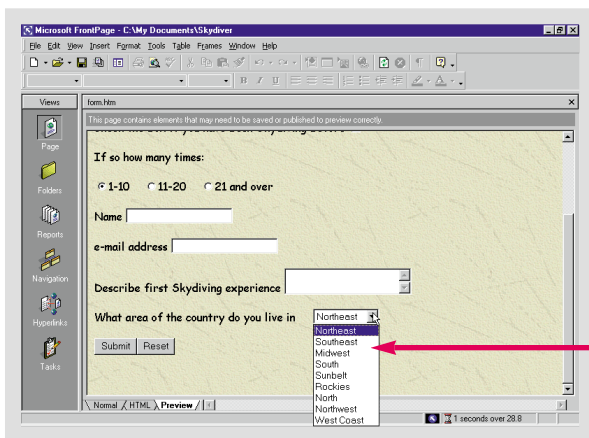 Microsoft FrontPage - C:\My Documents\Skydiver
File Edit View Insert Format Tools Table Frames Window Help
B I U
Views
form.htm
This page contains elements that may need to be saved or published to preview correctly.
Page
If so how many times:
1-10 11-20 21 and over
Folders
Name
Reports
e-mail address
Navigation
Describe first Skydiving experience
Hyperlinks
What area of the country do you live in Northeast
Northeast
Submit Reset
Southeast
Midwest
Tasks
South
Sunbelt
Rockies
North
Northwest
West Coast
Normal HTML Preview
1 seconds over 28.8